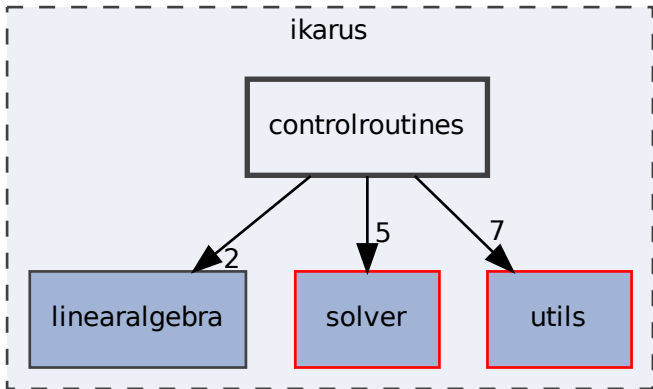 ikarus
controlroutines
2
5
7
linearalgebra
solver
utils